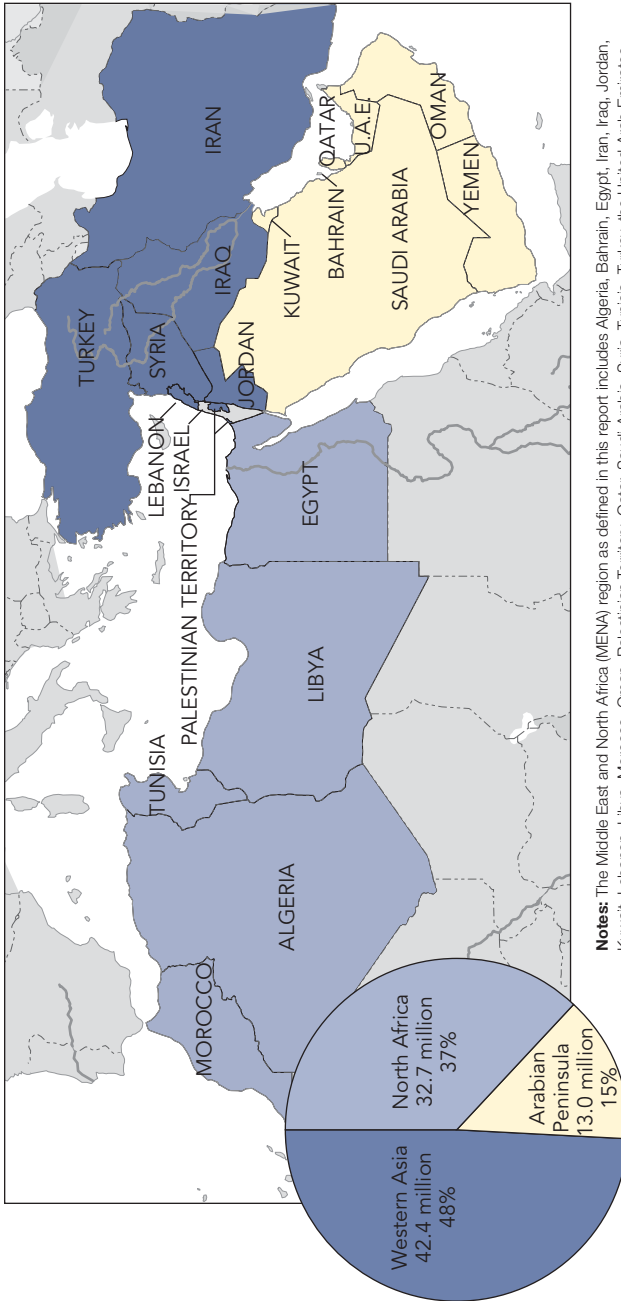 TURKEY
IRAN
SYRIA
IRAQ
LEBANON
ISRAEL
PALESTINIAN TERRITORY
JORDAN
KUWAIT
BAHRAIN
QATAR
U.A.E.
SAUDI ARABIA
OMAN
YEMEN
TUNISIA
MOROCCO
ALGERIA
LIBYA
EGYPT
Western Asia
42.4 million
48%
North Africa
32.7 million
37%
Arabian
Peninsula
13.0 million
15%
Notes: The Middle East and North Africa (MENA) region as defined in this report includes Algeria, Bahrain, Egypt, Iran, Iraq, Jordan,